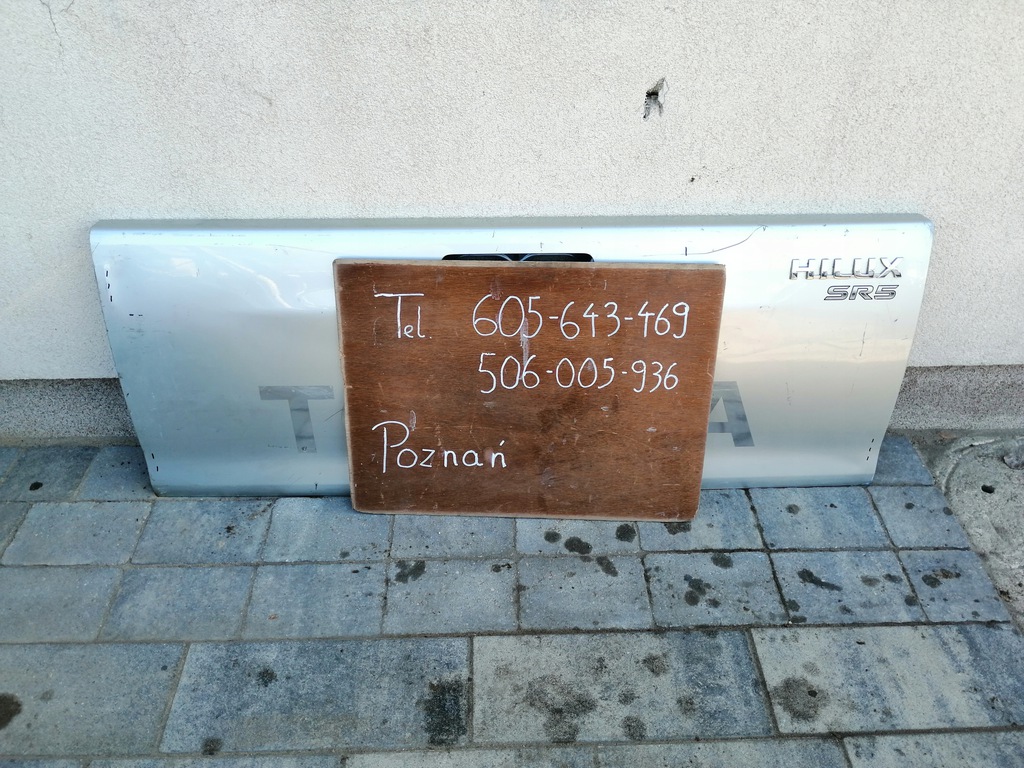 HILUX
SR5
Tel. 605-643-469
506-005-936
T A
Poznań